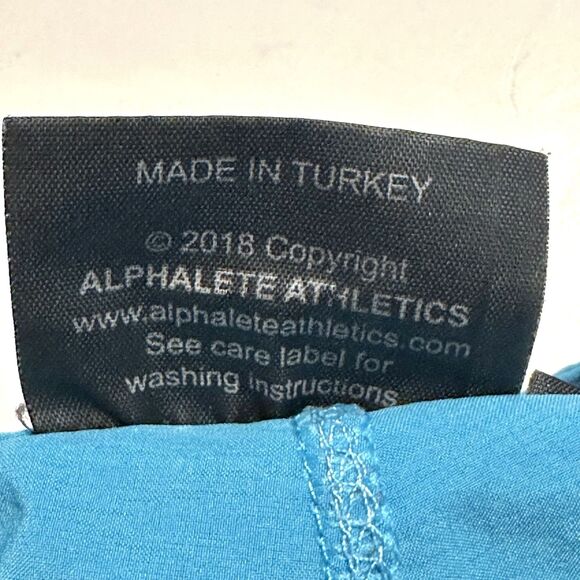 MADE IN TURKEY
© 2018 Copyright
ALPHALETE ATHLETICS
www.alphaleteathletics.com
See care label for
washing instructions